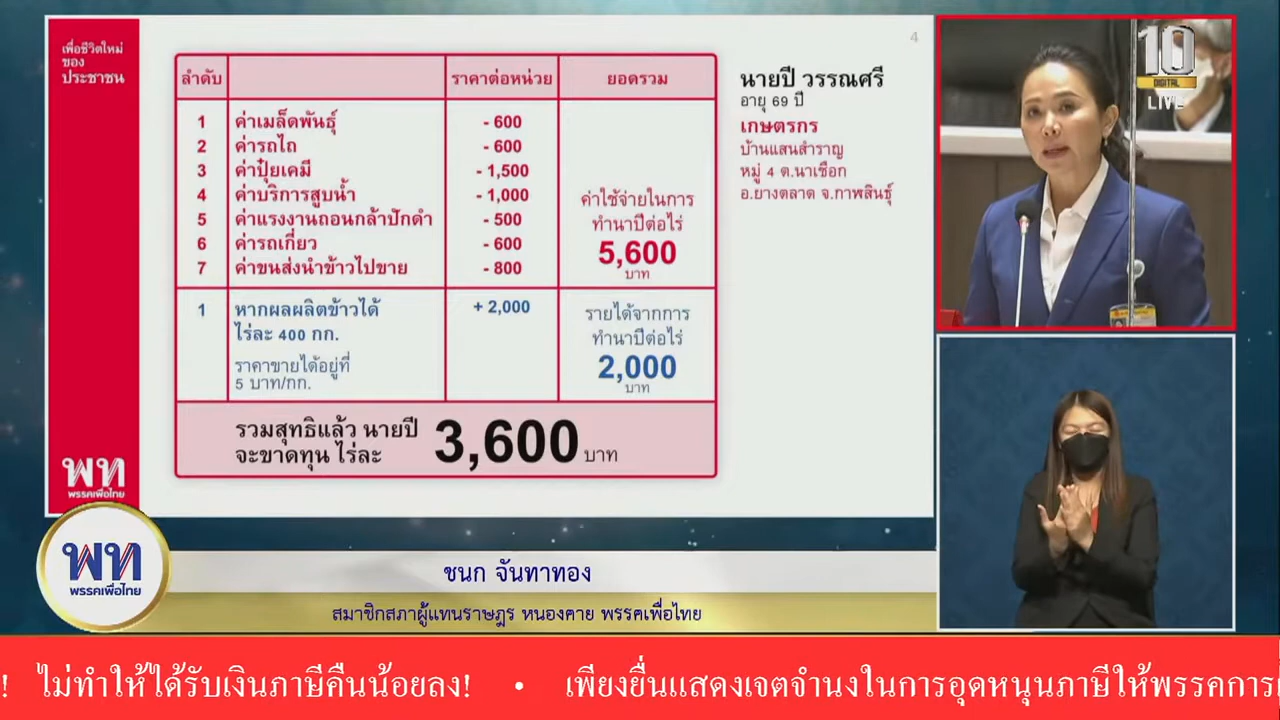 เพื่อชีวิตใหม่
ของ
ประชาชน
4
ลำดับ ราคาต่อหน่วย ยอดรวม
1 ค่าเมล็ดพันธุ์ - 600
2 ค่ารถไถ - 600
3 ค่าปุ๋ยเคมี - 1,500
4 ค่าบริการสูบน้ำ - 1,000
5 ค่าแรงงานถอนกล้าปักดำ - 500
6 ค่ารถเกี่ยว - 600
7 ค่าขนส่งนำข้าวไปขาย - 800
ค่าใช้จ่ายในการ
ทำนาปีต่อไร่
5,600
บาท
1 หากผลผลิตข้าวได้ + 2,000
ไร่ละ 400 กก.
ราคาขายได้อยู่ที่
5 บาท/กก.
รายได้จากการ
ทำนาปีต่อไร่
2,000
บาท
รวมสุทธิแล้ว นายปี
จะขาดทุน ไร่ละ 3,600 บาท
นายปี วรรณศรี
อายุ 69 ปี
เกษตรกร
บ้านแสนสำราญ
หมู่ 4 ต.นาเชือก
อ.ยางตลาด จ.กาฬสินธุ์
10
DIGITAL
LIVE
พท
พรรคเพื่อไทย
พท
พรรคเพื่อไทย
ชนก จันทาทอง
สมาชิกสภาผู้แทนราษฎร หนองคาย พรรคเพื่อไทย
! ไม่ทำให้ได้รับเงินภาษีคืนน้อยลง! • เพียงยื่นแสดงเจตจำนงในการอุดหนุนภาษีให้พรรคการ